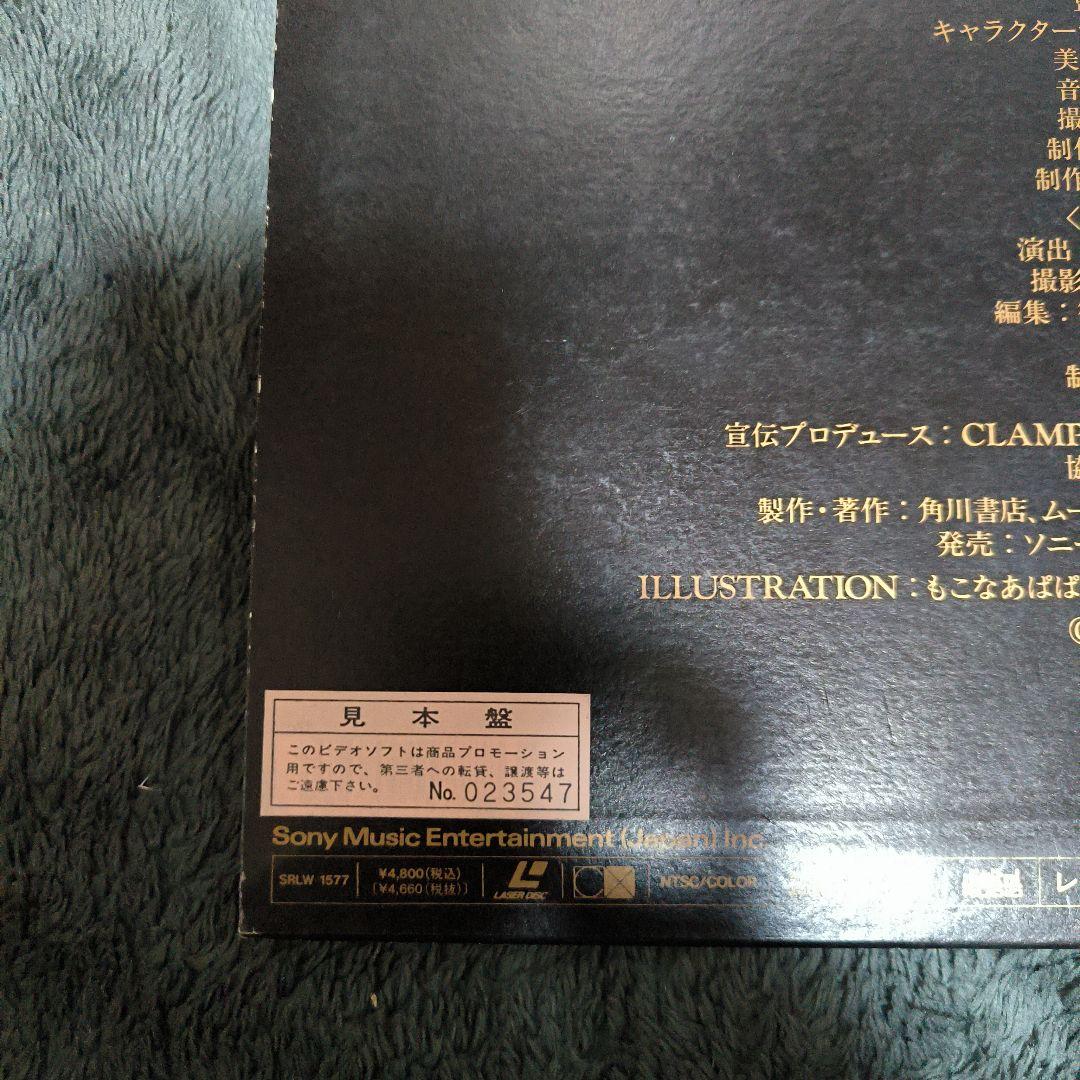 キャラクター
美
音
撮
制作
制作
〈
演出
撮影
編集：
制
宣伝プロデュース：CLAMP
協
製作・著作：角川書店、ムー
発売：ソニー
ILLUSTRATION：もこなあぱぱ
©
見本盤
このビデオソフトは商品プロモーション
用ですので、第三者への転貸、譲渡等は
ご遠慮下さい。 No. 023547
Sony Music Entertainment (Japan) Inc.
SRLW 1577 ¥4,800(税込) LASER DISC NTSC/COLOR レ
〔¥4,660(税抜)〕